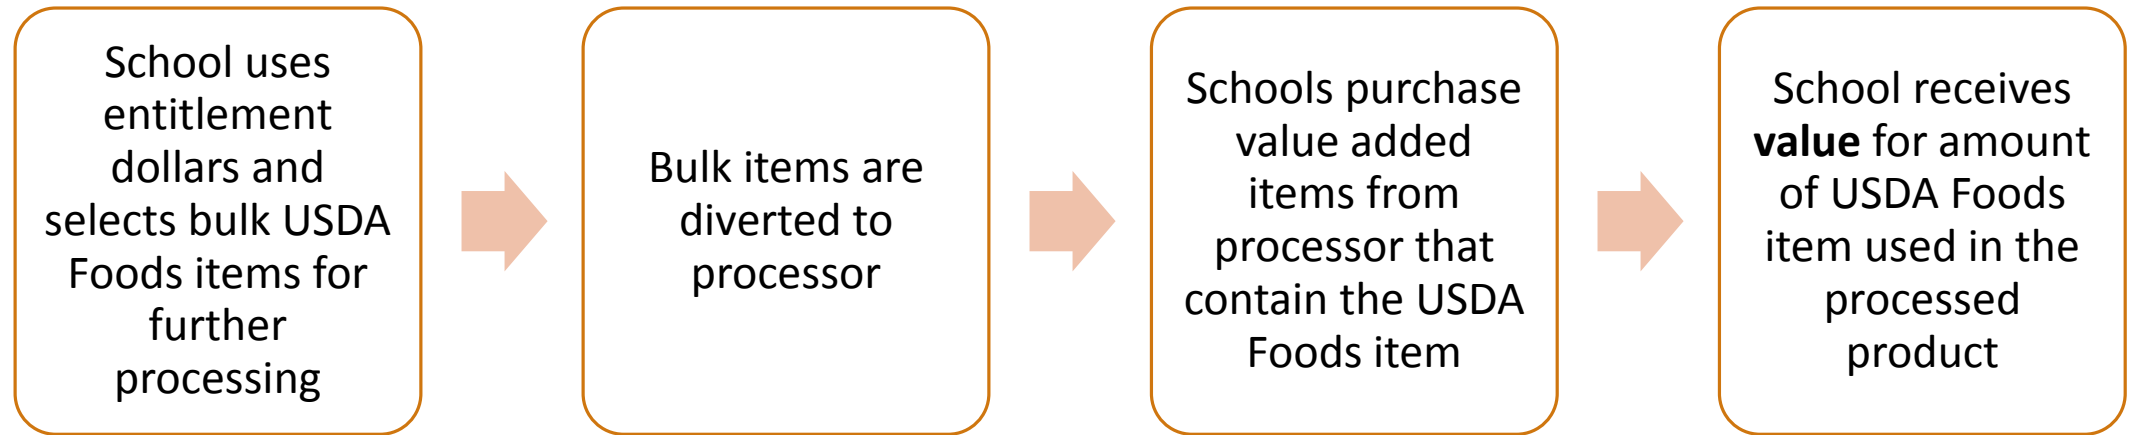 School uses
entitlement
dollars and
selects bulk USDA
Foods items for
further
processing
Bulk items are
diverted to
processor
Schools purchase
value added
items from
processor that
contain the USDA
Foods item
School receives
value for amount
of USDA Foods
item used in the
processed
product